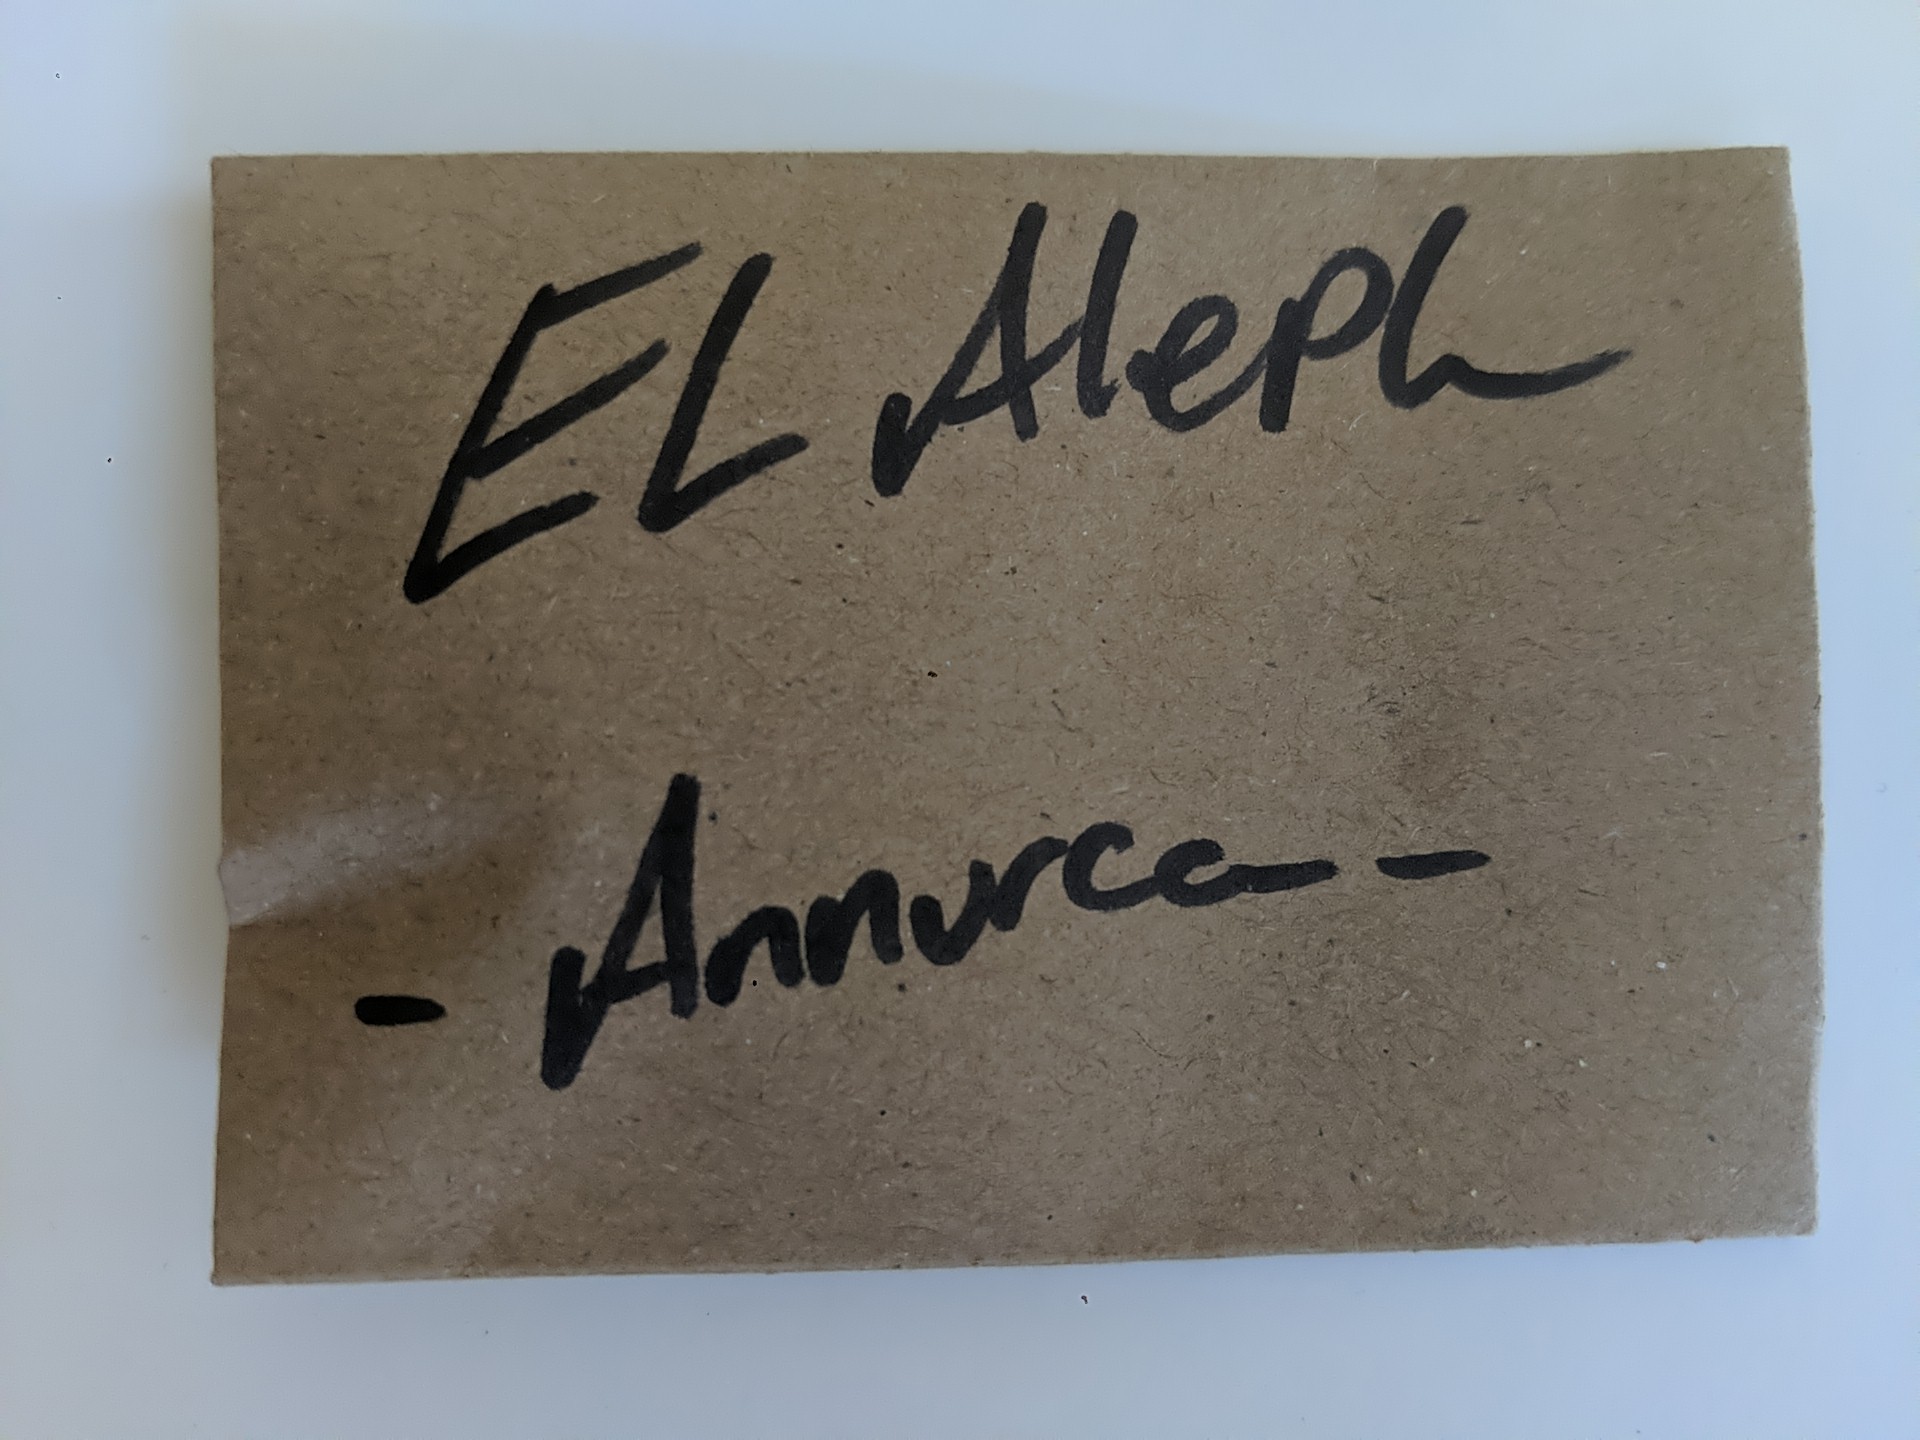 EL Aleph
- Annurca -